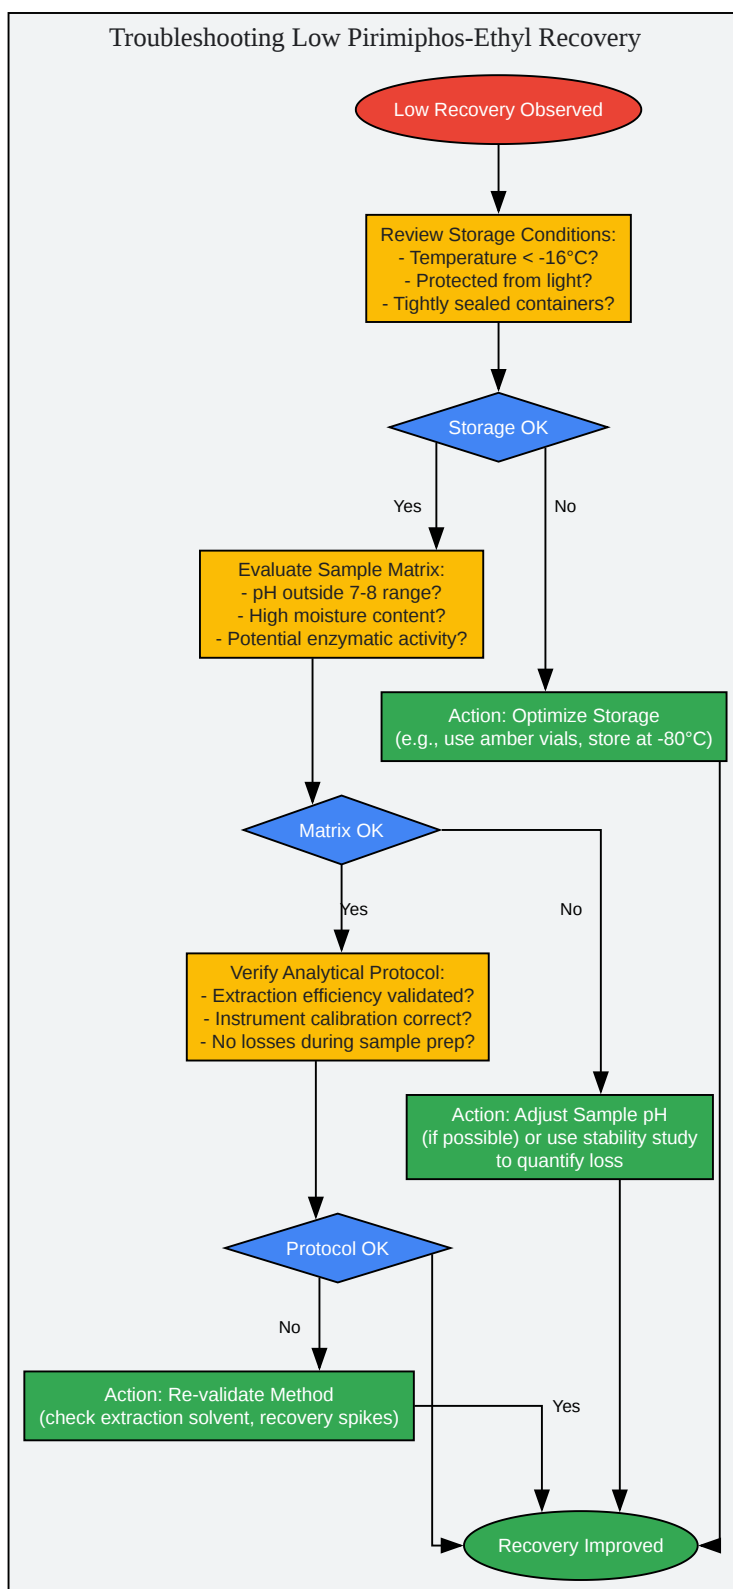 Troubleshooting Low Pirimiphos-Ethyl Recovery
Low Recovery Observed
Review Storage Conditions:
- Temperature < -16°C?
- Protected from light?
- Tightly sealed containers?
Storage OK
Yes
No
Evaluate Sample Matrix:
- pH outside 7-8 range?
- High moisture content?
- Potential enzymatic activity?
Action: Optimize Storage
(e.g., use amber vials, store at -80°C)
Matrix OK
Yes
No
Verify Analytical Protocol:
- Extraction efficiency validated?
- Instrument calibration correct?
- No losses during sample prep?
Action: Adjust Sample pH
(if possible) or use stability study
to quantify loss
Protocol OK
No
Action: Re-validate Method
(check extraction solvent, recovery spikes)
Yes
Recovery Improved